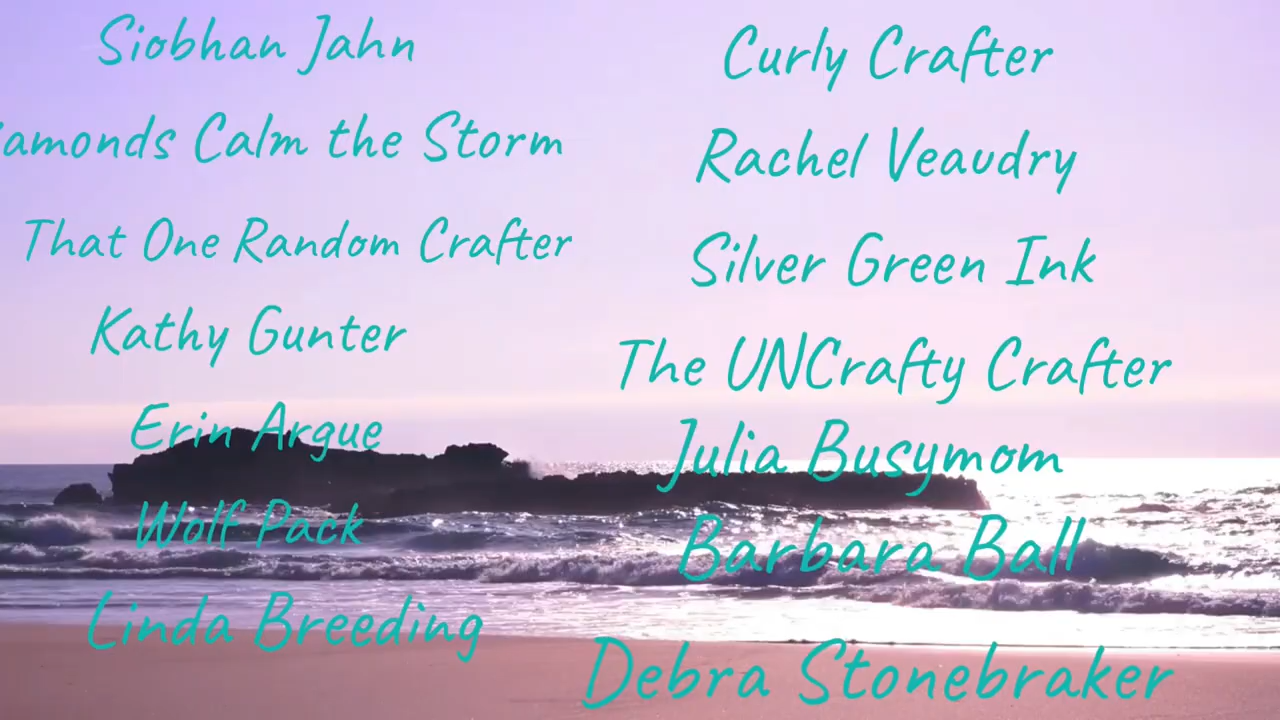 Siobhan Jahn
amonds Calm the Storm
That One Random Crafter
Kathy Gunter
Erin Argue
Wolf Pack
Linda Breeding
Curly Crafter
Rachel Veaudry
Silver Green Ink
The UNCrafty Crafter
Julia Busymom
Barbara Ball
Debra Stonebraker